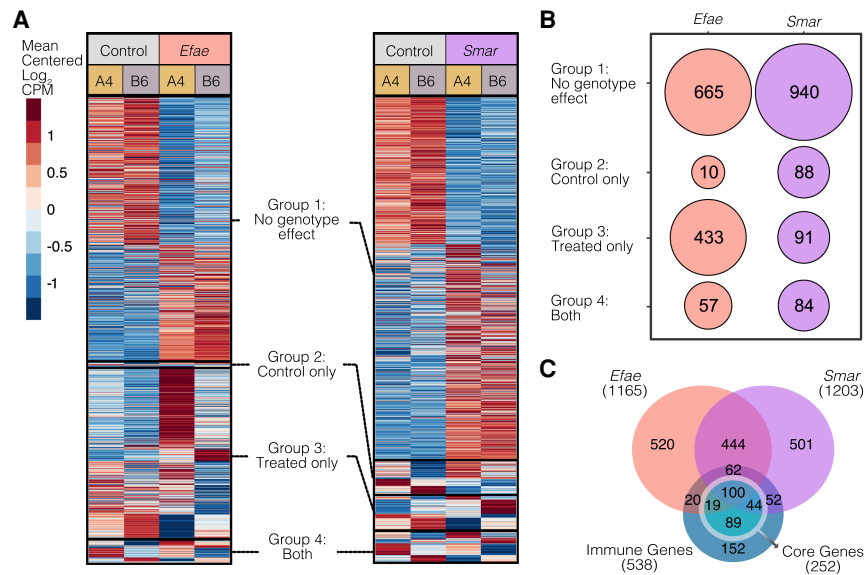 A
Mean
Centered
Log2
CPM
1
0.5
0
-0.5
-1
Control
Efae
A4
B6
A4
B6
Control
Smar
A4
B6
A4
B6
Group 1:
No genotype
effect
Group 2:
Control only
Group 3:
Treated only
Group 4:
Both
B
Efae
Smar
Group 1:
No genotype
effect
665
940
Group 2:
Control only
10
88
Group 3:
Treated only
433
91
Group 4:
Both
57
84
C
Efae
(1165)
Smar
(1203)
520
444
501
62
20
100
52
19
44
89
152
Immune Genes
(538)
Core Genes
(252)